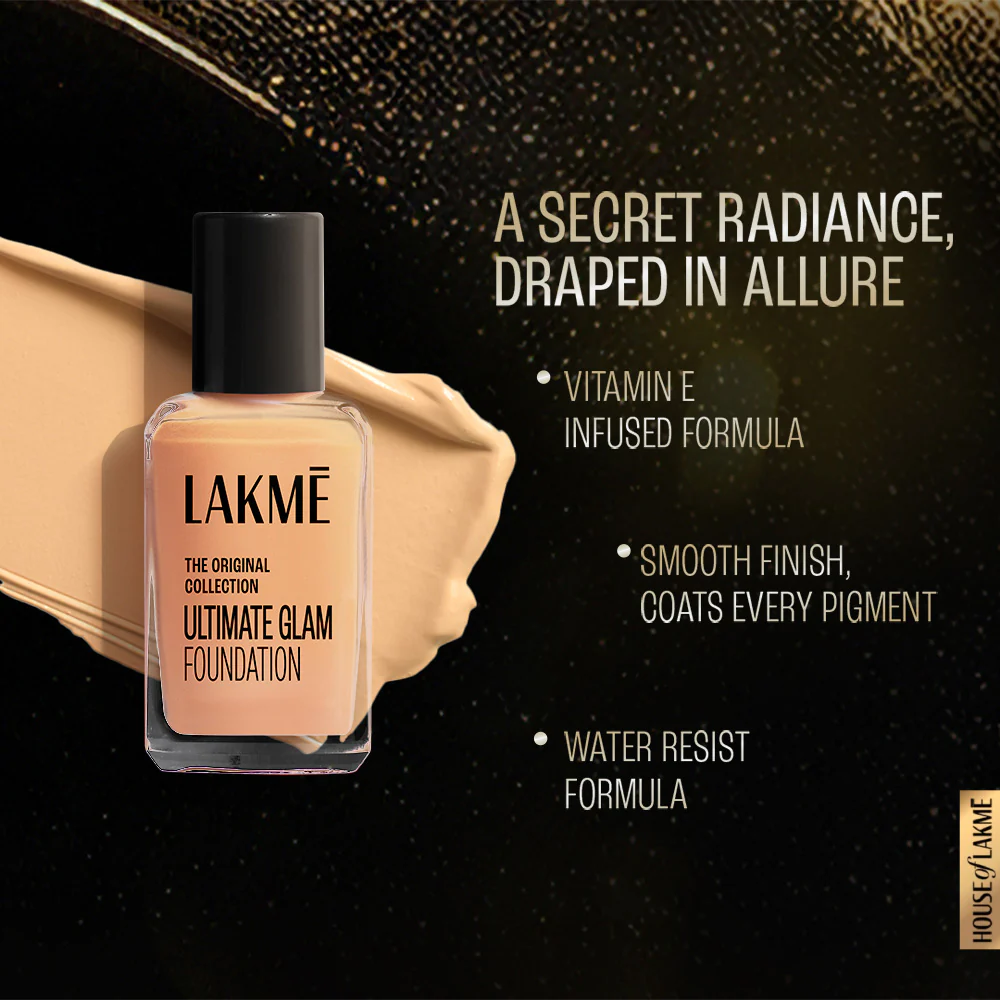 A SECRET RADIANCE,
DRAPED IN ALLURE
VITAMIN E
INFUSED FORMULA
SMOOTH FINISH,
COATS EVERY PIGMENT
WATER RESIST
FORMULA
LAKMĒ
THE ORIGINAL
COLLECTION
ULTIMATE GLAM
FOUNDATION
HOUSE of LAKMĒ